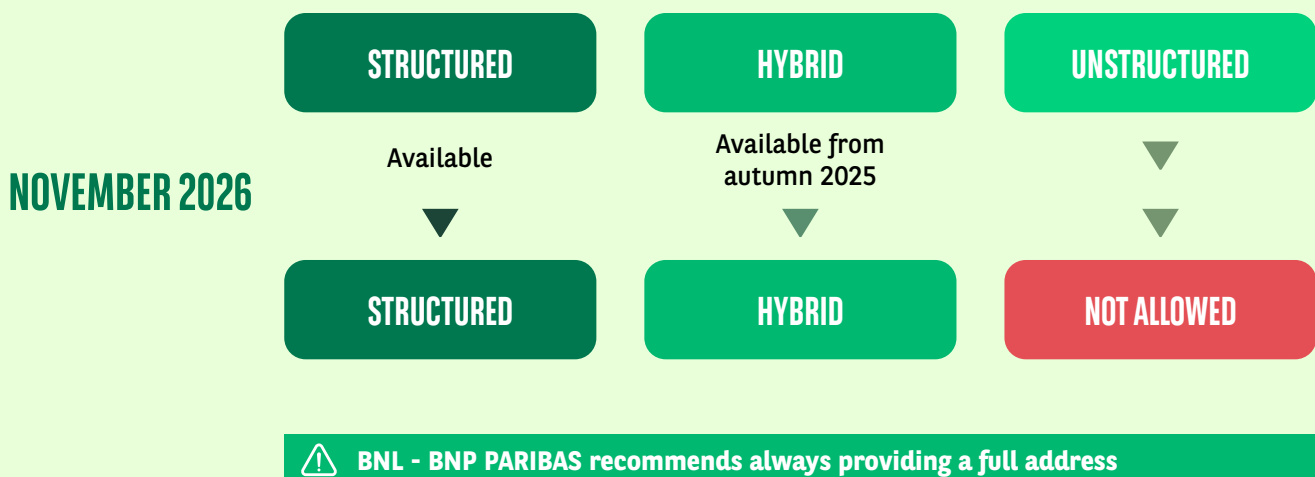 STRUCTURED
HYBRID
UNSTRUCTURED
NOVEMBER 2026
Available
Available from
autumn 2025
STRUCTURED
HYBRID
NOT ALLOWED
BNL - BNP PARIBAS recommends always providing a full address